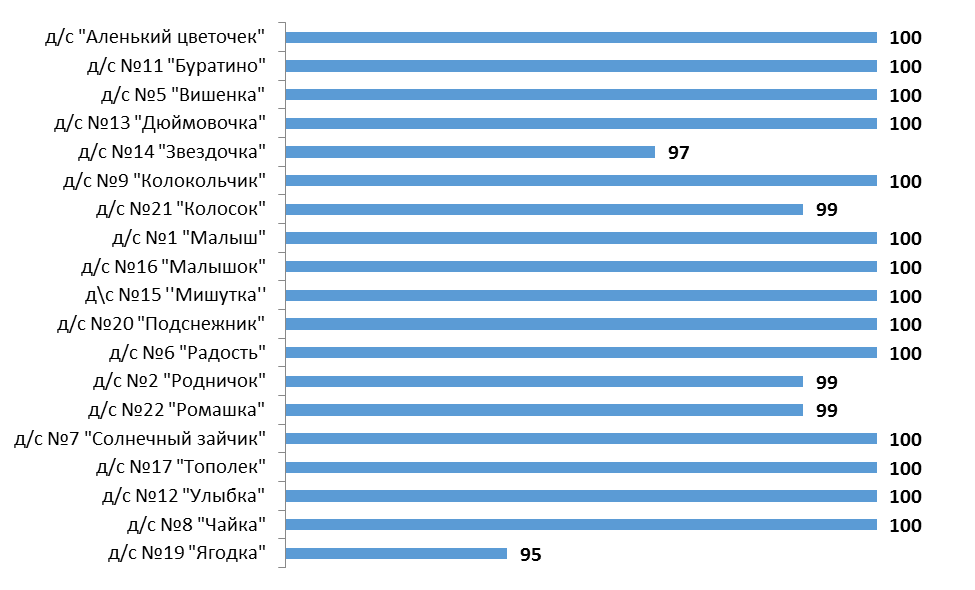 д/с "Аленький цветочек" 100
д/с №11 "Буратино" 100
д/с №5 "Вишенка" 100
д/с №13 "Дюймовочка" 100
д/с №14 "Звездочка" 97
д/с №9 "Колокольчик" 100
д/с №21 "Колосок" 99
д/с №1 "Малыш" 100
д/с №16 "Малышок" 100
д\с №15 ''Мишутка'' 100
д/с №20 "Подснежник" 100
д/с №6 "Радость" 100
д/с №2 "Родничок" 99
д/с №22 "Ромашка" 99
д/с №7 "Солнечный зайчик" 100
д/с №17 "Тополек" 100
д/с №12 "Улыбка" 100
д/с №8 "Чайка" 100
д/с №19 "Ягодка" 95